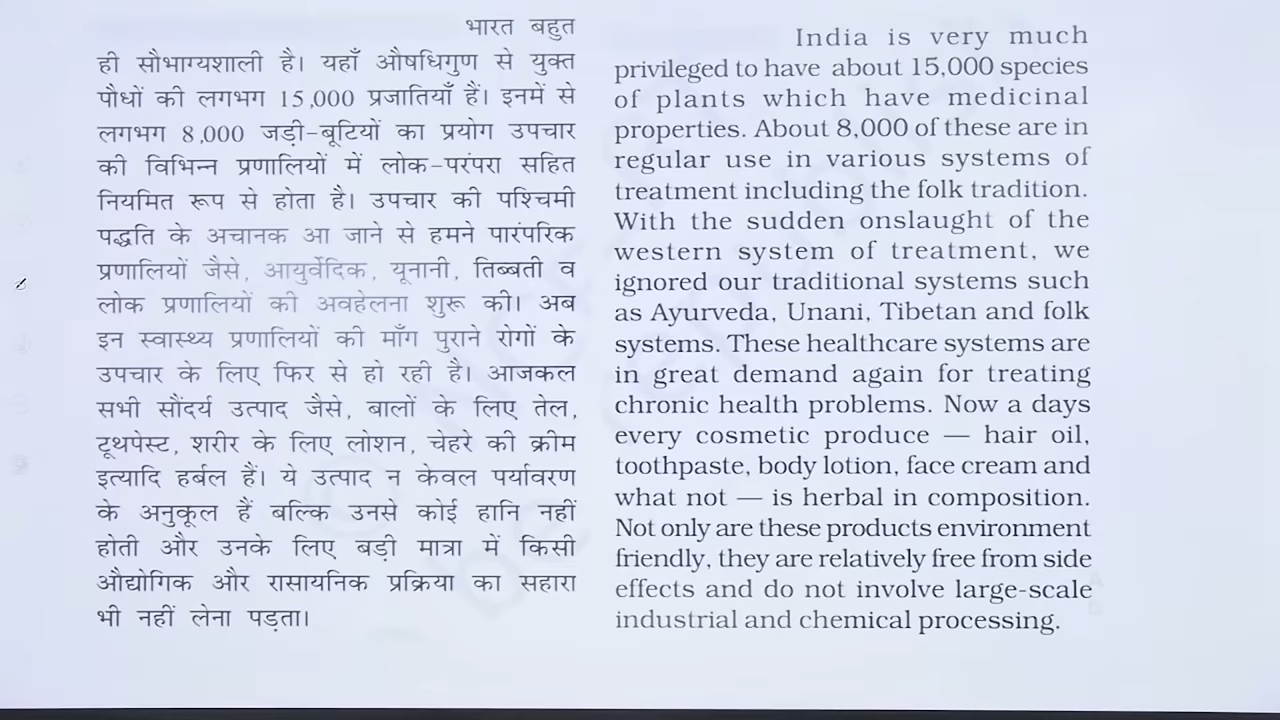 भारत बहुत
ही सौभाग्यशाली है। यहाँ औषधिगुण से युक्त
पौधों की लगभग 15,000 प्रजातियाँ हैं। इनमें से
लगभग 8,000 जड़ी-बूटियों का प्रयोग उपचार
की विभिन्न प्रणालियों में लोक-परंपरा सहित
नियमित रूप से होता है। उपचार की पश्चिमी
पद्धति के अचानक आ जाने से हमने पारंपरिक
प्रणालियों जैसे, आयुर्वेदिक, यूनानी, तिब्बती व
लोक प्रणालियों की अवहेलना शुरू की। अब
इन स्वास्थ्य प्रणालियों की माँग पुराने रोगों के
उपचार के लिए फिर से हो रही है। आजकल
सभी सौंदर्य उत्पाद जैसे, बालों के लिए तेल,
टूथपेस्ट, शरीर के लिए लोशन, चेहरे की क्रीम
इत्यादि हर्बल हैं। ये उत्पाद न केवल पर्यावरण
के अनुकूल हैं बल्कि उनसे कोई हानि नहीं
होती और उनके लिए बड़ी मात्रा में किसी
औद्योगिक और रासायनिक प्रक्रिया का सहारा
भी नहीं लेना पड़ता।
India is very much
privileged to have about 15,000 species
of plants which have medicinal
properties. About 8,000 of these are in
regular use in various systems of
treatment including the folk tradition.
With the sudden onslaught of the
western system of treatment, we
ignored our traditional systems such
as Ayurveda, Unani, Tibetan and folk
systems. These healthcare systems are
in great demand again for treating
chronic health problems. Now a days
every cosmetic produce — hair oil,
toothpaste, body lotion, face cream and
what not — is herbal in composition.
Not only are these products environment
friendly, they are relatively free from side
effects and do not involve large-scale
industrial and chemical processing.